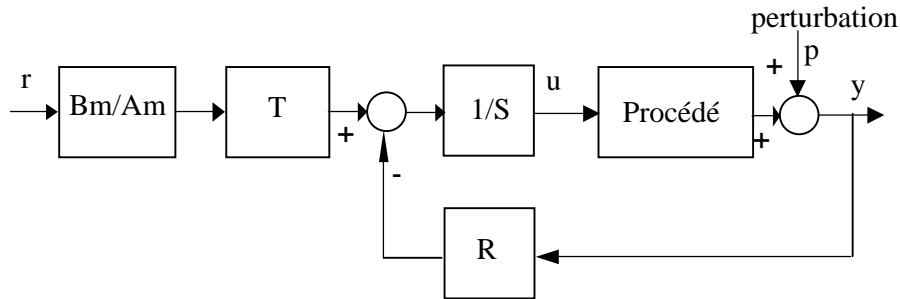 perturbation
r
Bm/Am
T
+
-
1/S
u
Procédé
+
+
p
y
R